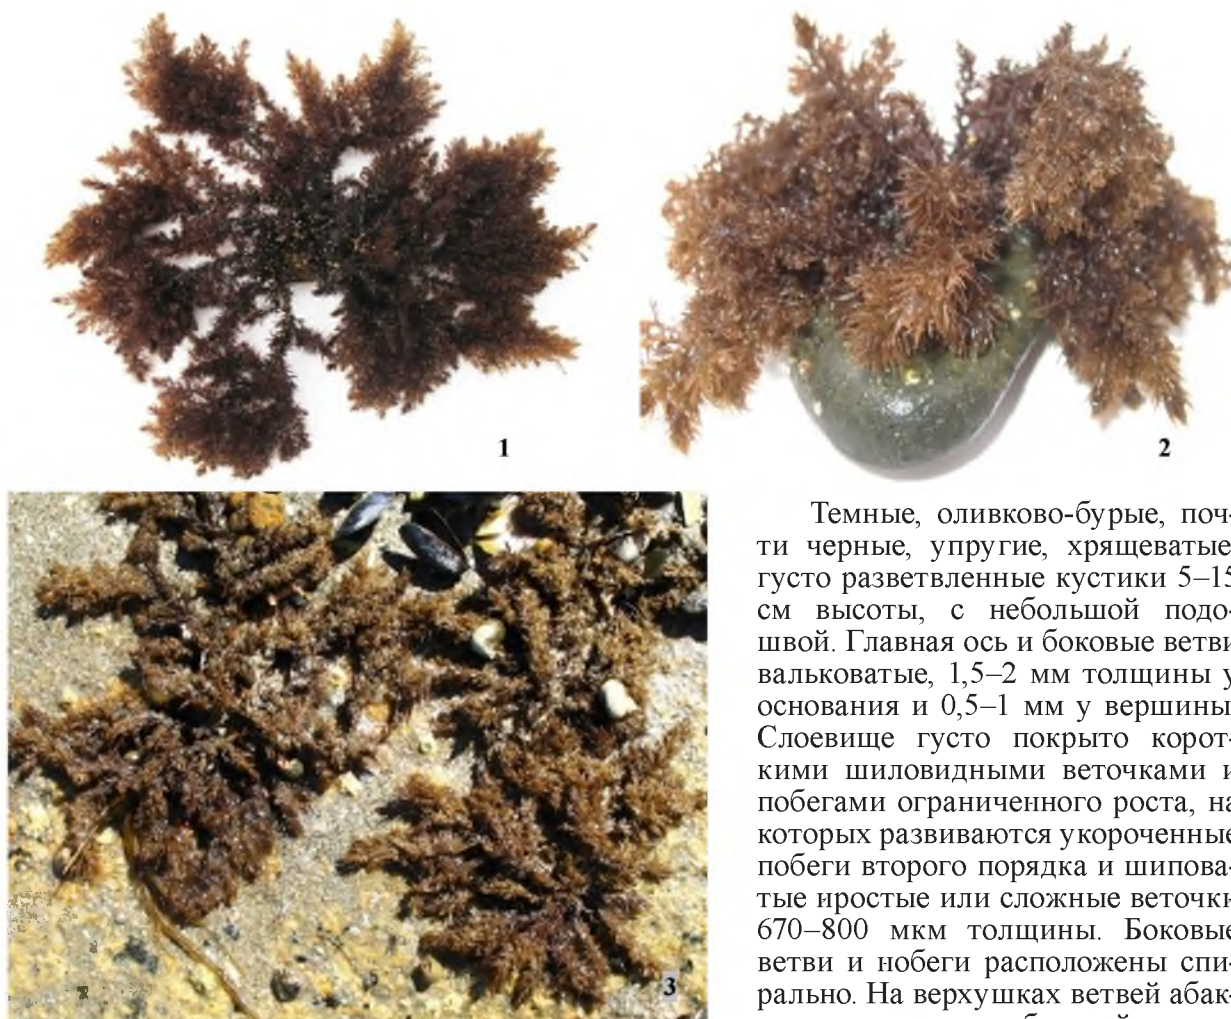 1
2
3
Темные, оливково-бурые, поч-
ти черные, упругие, хрящеватые
густо разветвленные кустики 5–15
см высоты, с небольшой подо-
швой. Главная ось и боковые ветви
вальковатые, 1,5–2 мм толщины у
основания и 0,5–1 мм у вершины
Слоевище густо покрыто корот-
кими шиловидными веточками и
побегами ограниченного роста, на
которых развиваются укороченные
побеги второго порядка и шипова-
тые иростые или сложные веточки
670–800 мкм толщины. Боковые
ветви и нобеги расположены спи-
рально. На верхушках ветвей абак-